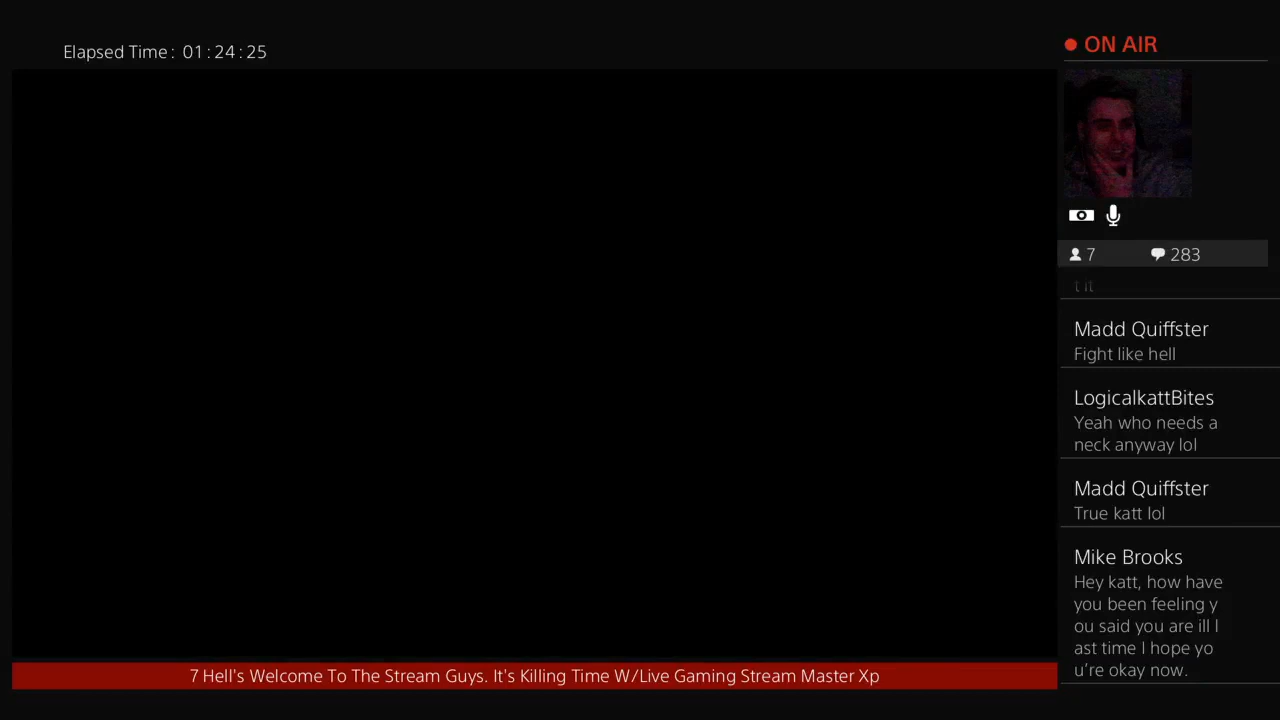 Elapsed Time: 01:24:25
ON AIR
7 283
t it
Madd Quiffster
Fight like hell
LogicalkattBites
Yeah who needs a
neck anyway lol
Madd Quiffster
True katt lol
Mike Brooks
Hey katt, how have
you been feeling y
ou said you are ill l
ast time I hope yo
u're okay now.
7 Hell's Welcome To The Stream Guys. It's Killing Time W/Live Gaming Stream Master Xp